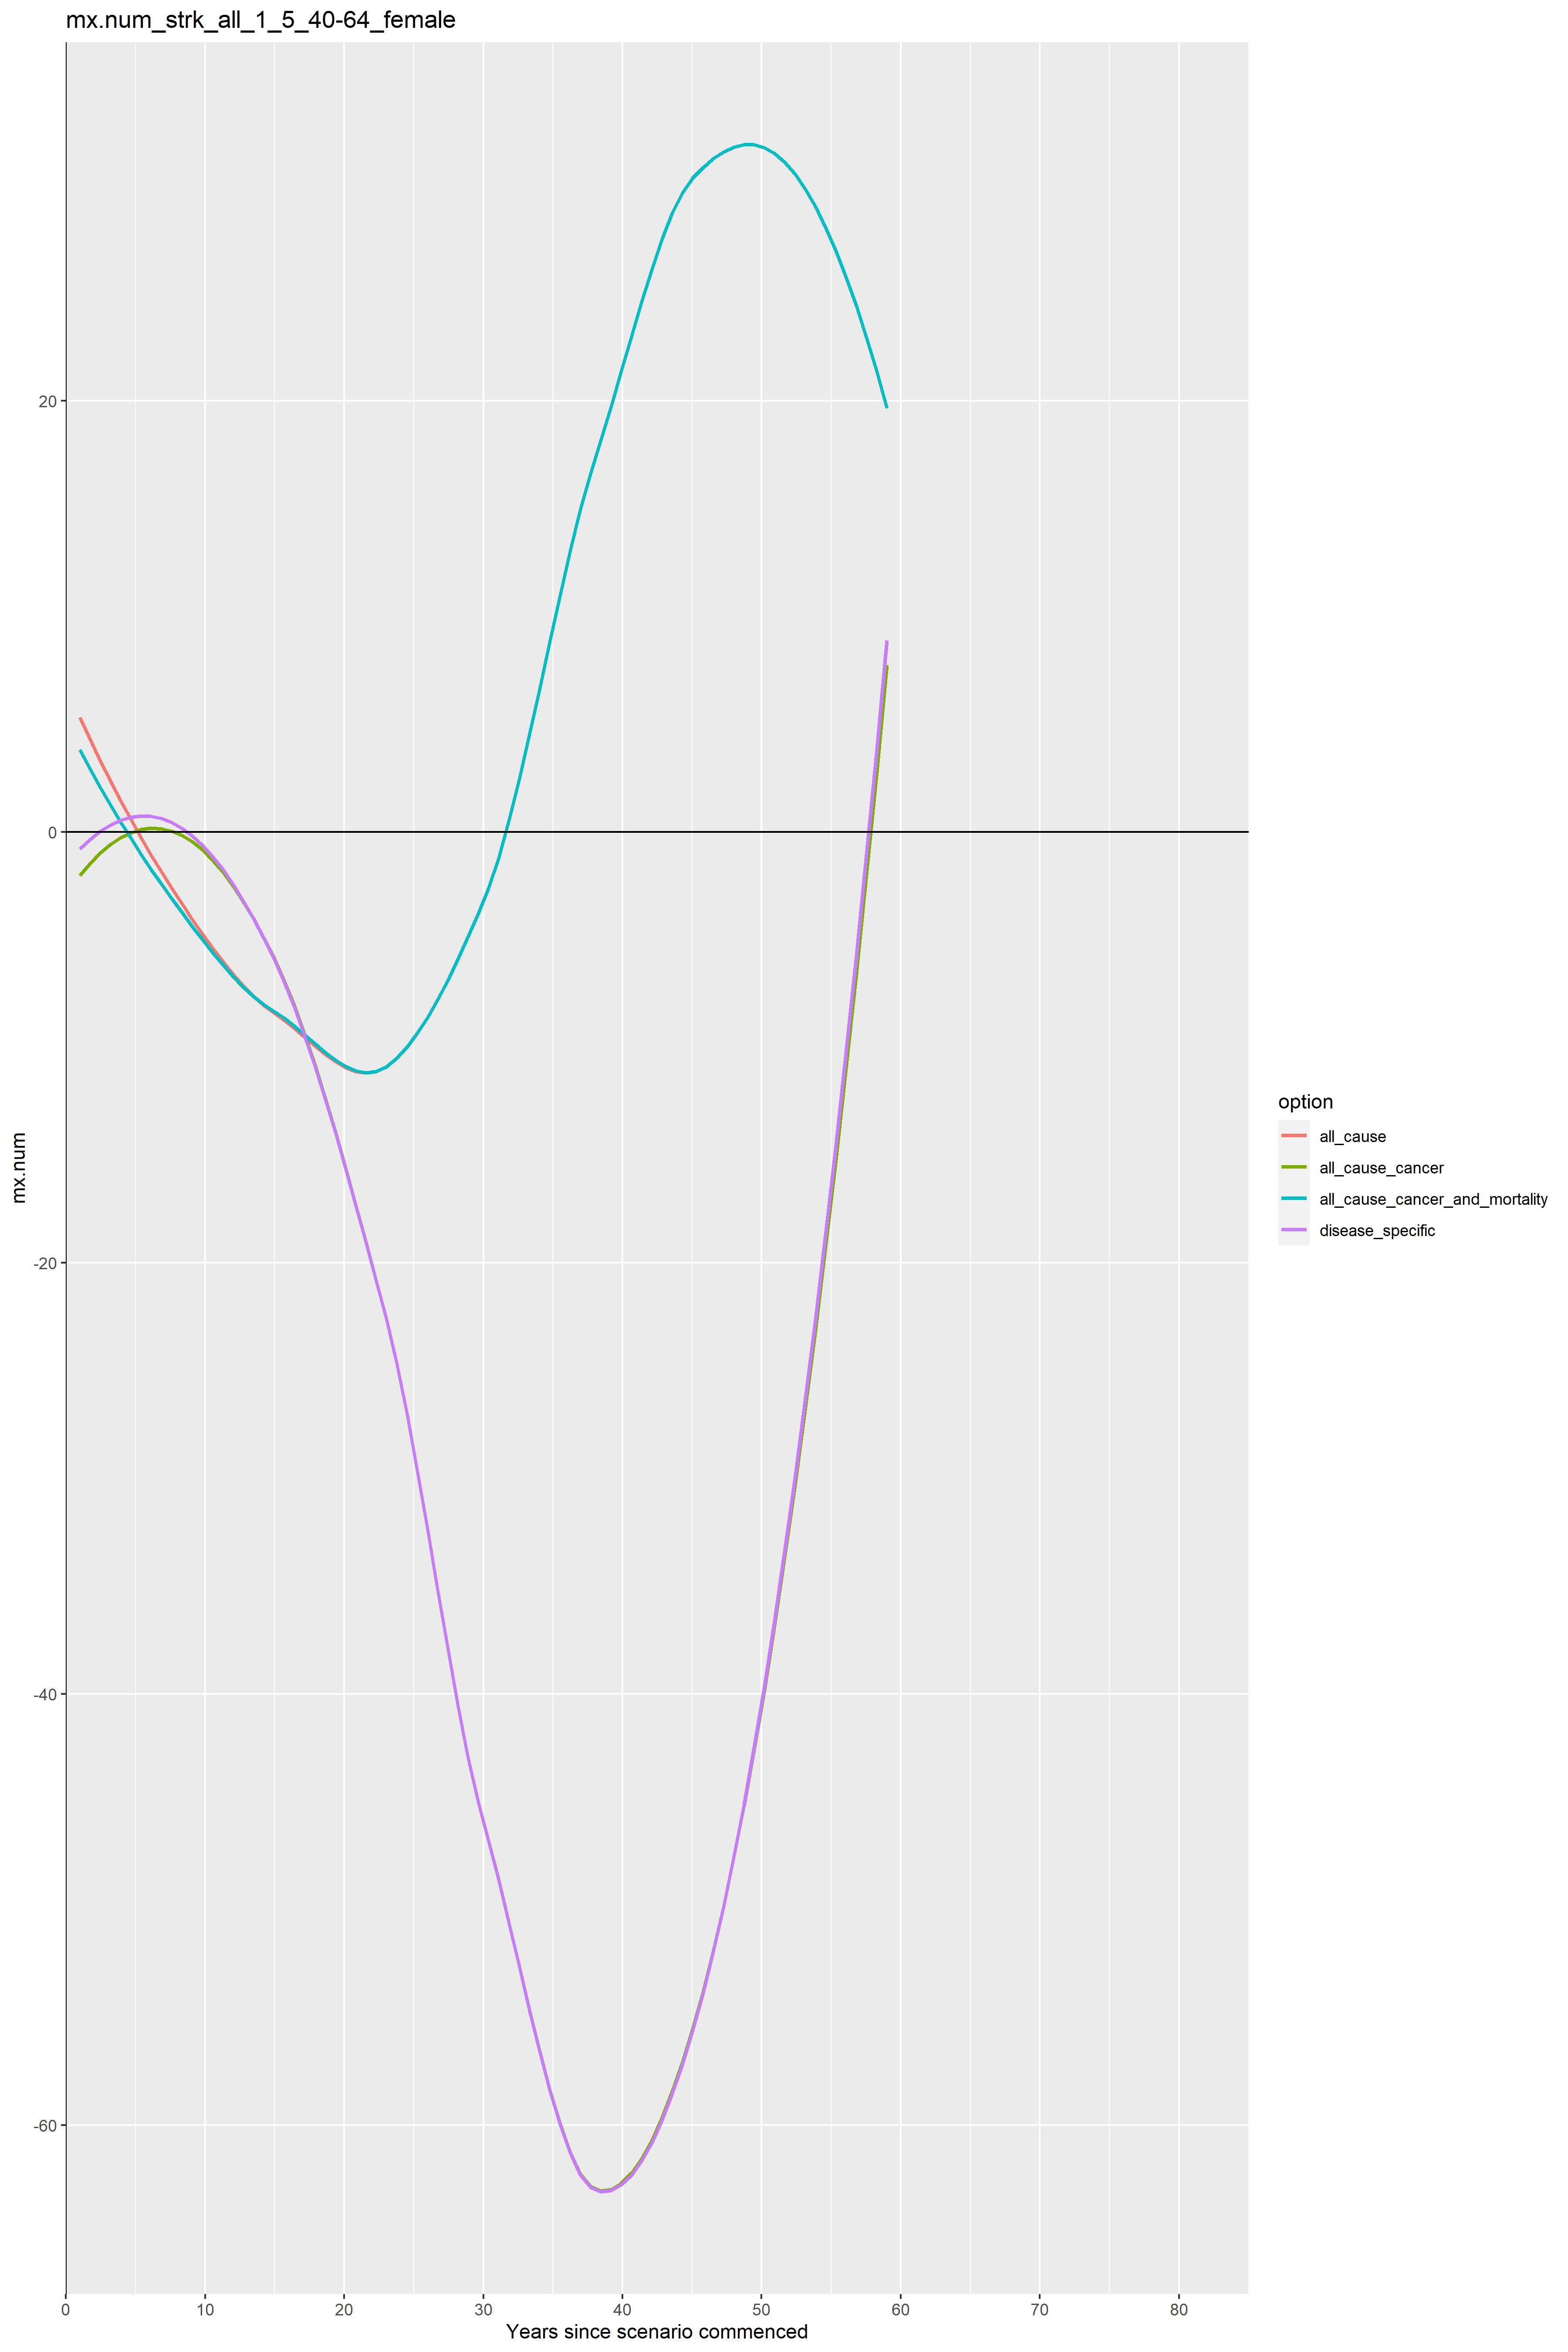 mx.num_strk_all_1_5_40-64_female
20
0
-20
-40
-60
mx.num
0 10 20 30 40 50 60 70 80
Years since scenario commenced
option
all_cause
all_cause_cancer
all_cause_cancer_and_mortality
disease_specific